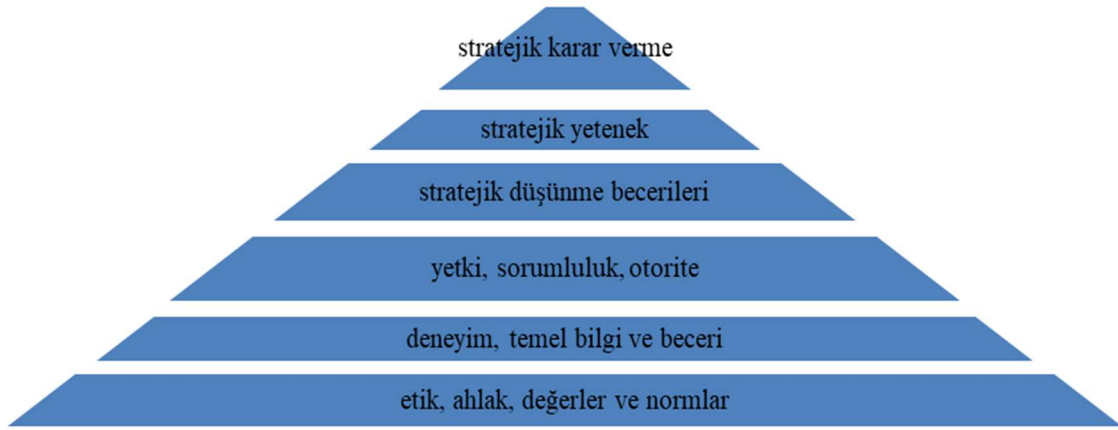 stratejik karar verme
stratejik yetenek
stratejik düşünme becerileri
yetki, sorumluluk, otorite
deneyim, temel bilgi ve beceri
etik, ahlak, değerler ve normlar